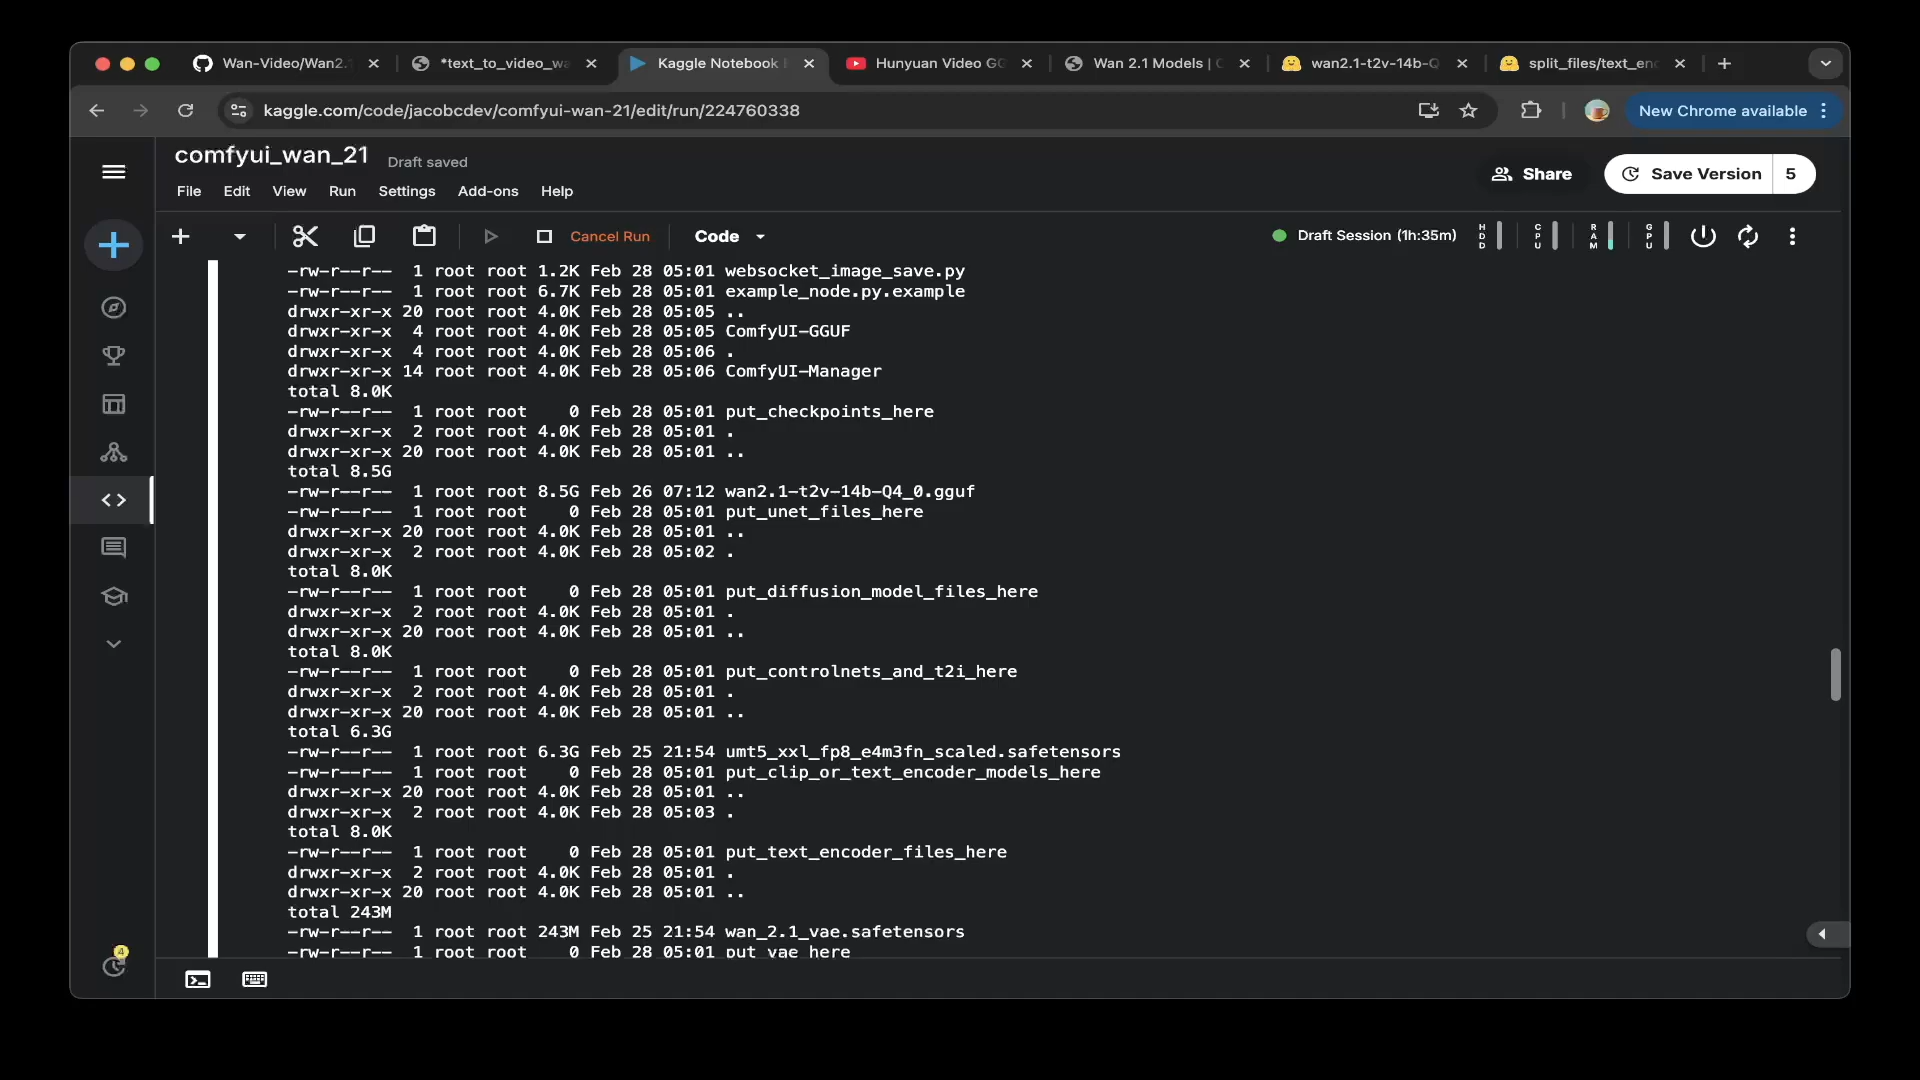 Wan-Video/Wan2.1
*text_to_video_wa
Kaggle Notebook
Hunyuan Video GG
Wan 2.1 Models | C
wan2.1-t2v-14b-Q
split_files/text_enc
kaggle.com/code/jacobcdev/comfyui-wan-21/edit/run/224760338
New Chrome available
comfyui_wan_21 Draft saved
File Edit View Run Settings Add-ons Help
Share
Save Version 5
Cancel Run
Code
Draft Session (1h:35m)
HDD
CPU
RAM
GPU
-rw-r--r-- 1 root root 1.2K Feb 28 05:01 websocket_image_save.py
-rw-r--r-- 1 root root 6.7K Feb 28 05:01 example_node.py.example
drwxr-xr-x 20 root root 4.0K Feb 28 05:05 ..
drwxr-xr-x 4 root root 4.0K Feb 28 05:05 ComfyUI-GGUF
drwxr-xr-x 4 root root 4.0K Feb 28 05:06 .
drwxr-xr-x 14 root root 4.0K Feb 28 05:06 ComfyUI-Manager
total 8.0K
-rw-r--r-- 1 root root 0 Feb 28 05:01 put_checkpoints_here
drwxr-xr-x 2 root root 4.0K Feb 28 05:01 .
drwxr-xr-x 20 root root 4.0K Feb 28 05:01 ..
total 8.5G
-rw-r--r-- 1 root root 8.5G Feb 26 07:12 wan2.1-t2v-14b-Q4_0.gguf
-rw-r--r-- 1 root root 0 Feb 28 05:01 put_unet_files_here
drwxr-xr-x 20 root root 4.0K Feb 28 05:01 ..
drwxr-xr-x 2 root root 4.0K Feb 28 05:02 .
total 8.0K
-rw-r--r-- 1 root root 0 Feb 28 05:01 put_diffusion_model_files_here
drwxr-xr-x 2 root root 4.0K Feb 28 05:01 .
drwxr-xr-x 20 root root 4.0K Feb 28 05:01 ..
total 8.0K
-rw-r--r-- 1 root root 0 Feb 28 05:01 put_controlnets_and_t2i_here
drwxr-xr-x 2 root root 4.0K Feb 28 05:01 .
drwxr-xr-x 20 root root 4.0K Feb 28 05:01 ..
total 6.3G
-rw-r--r-- 1 root root 6.3G Feb 25 21:54 umt5_xxl_fp8_e4m3fn_scaled.safetensors
-rw-r--r-- 1 root root 0 Feb 28 05:01 put_clip_or_text_encoder_models_here
drwxr-xr-x 20 root root 4.0K Feb 28 05:01 ..
drwxr-xr-x 2 root root 4.0K Feb 28 05:03 .
total 8.0K
-rw-r--r-- 1 root root 0 Feb 28 05:01 put_text_encoder_files_here
drwxr-xr-x 2 root root 4.0K Feb 28 05:01 .
drwxr-xr-x 20 root root 4.0K Feb 28 05:01 ..
total 243M
-rw-r--r-- 1 root root 243M Feb 25 21:54 wan_2.1_vae.safetensors
-rw-r--r-- 1 root root 0 Feb 28 05:01 put_vae_here
4